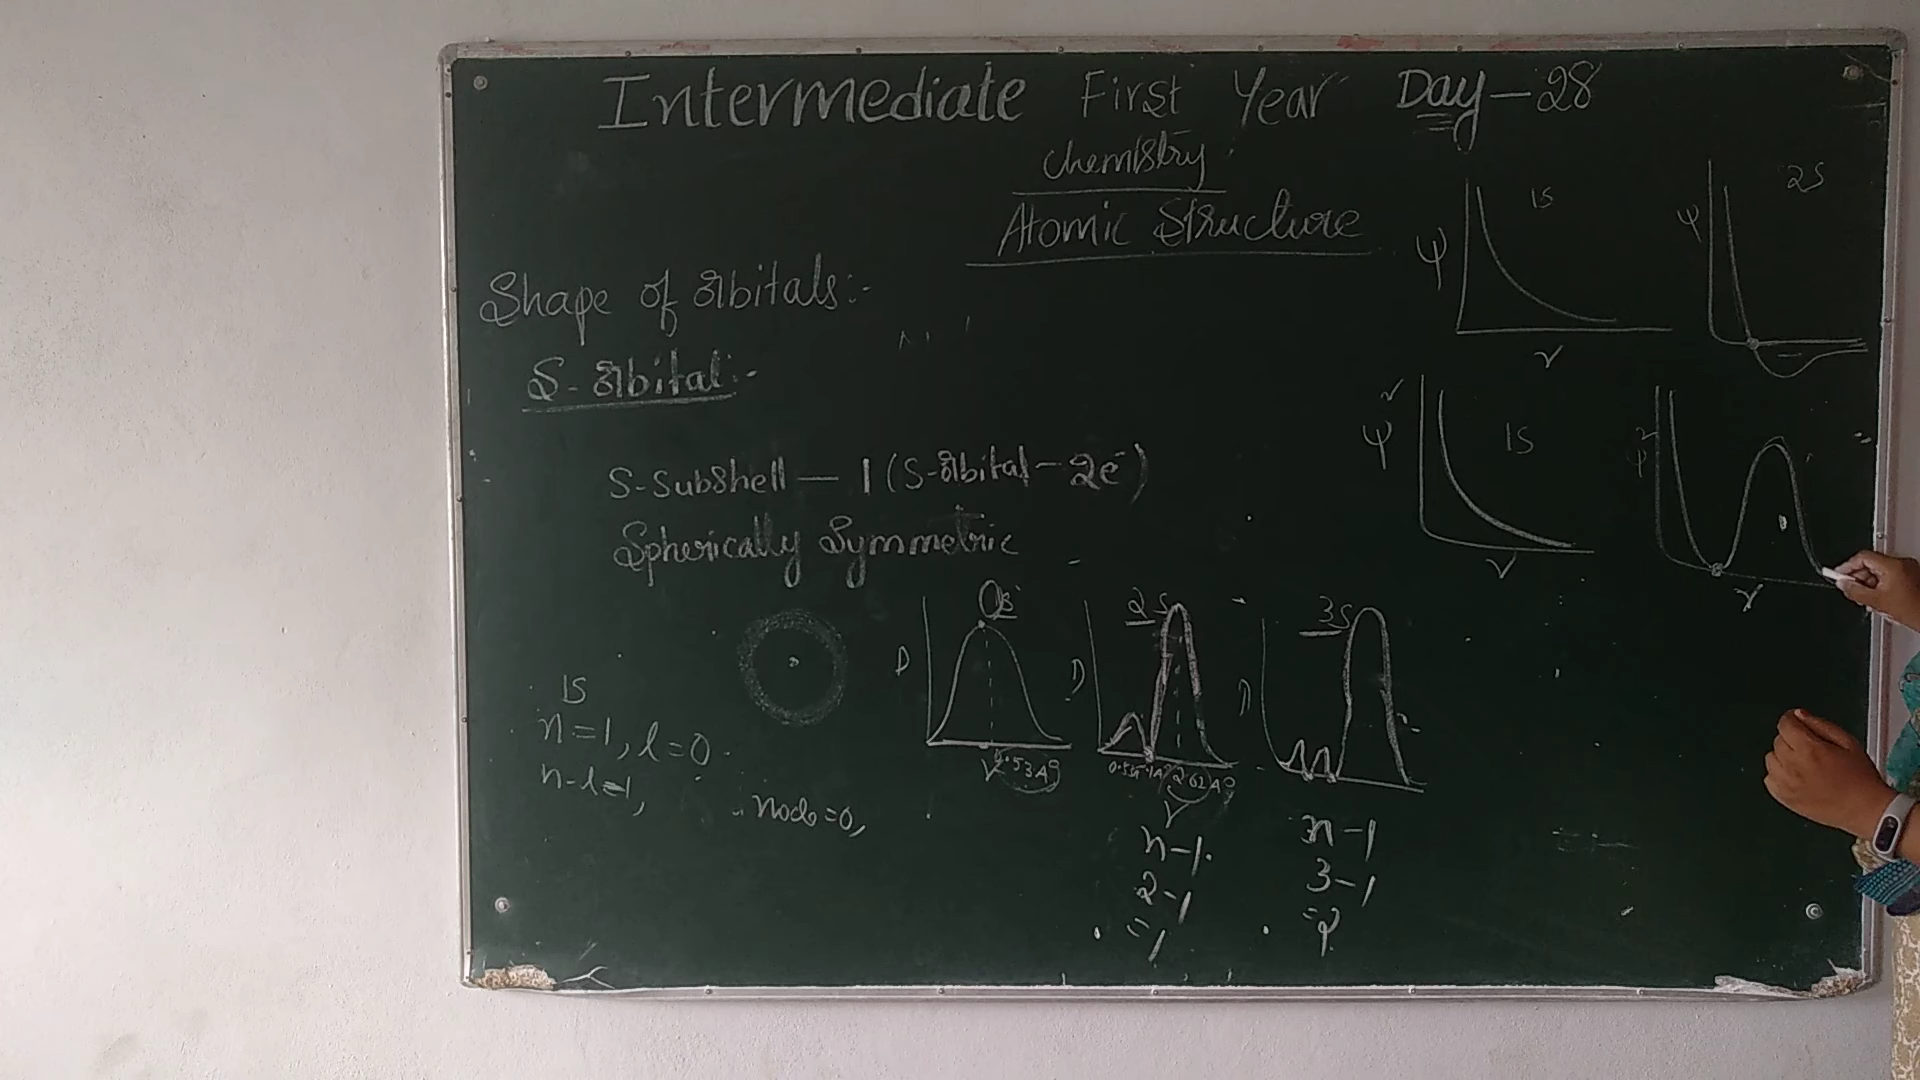 Intermediate First Year Day-28
Chemistry
Atomic Structure
Shape of orbitals:-
S-orbital:-
S-Subshell — 1 (S-orbital - 2e⁻)
Spherically Symmetric
1S
n=1, l=0
n-l=1,
node=0,
D
1s
r 0.53A°
D
2S
2.62A°
r
n-1.
2-1
=1
D
3S
n-1
3-1
=2
ψ
1S
r
ψ
2S
ψ²
1S
r
ψ²
r